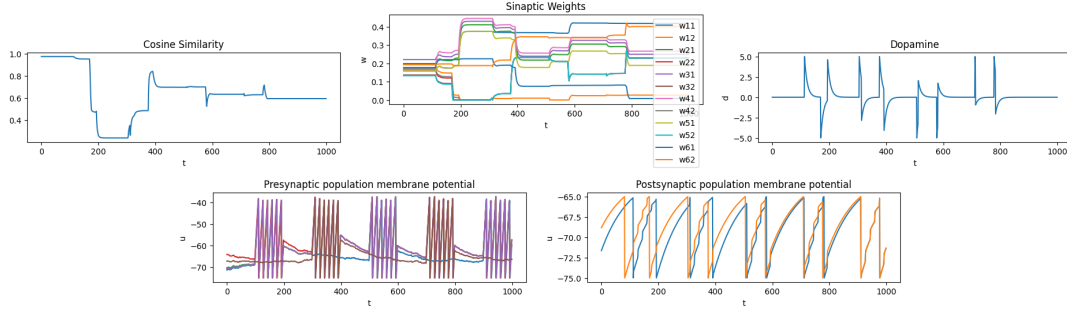 Sinaptic Weights
Cosine Similarity
Dopamine
1.0
0.8
0.6
0.4
0
200
400
600
800
1000
t
w
0.4
0.3
0.2
0.1
0.0
0
200
400
600
t
w11
w12
w21
w22
w31
w32
w41
w42
w51
w52
w61
w62
d
5.0
2.5
0.0
-2.5
-5.0
0
200
400
600
800
1000
t
Presynaptic population membrane potential
Postsynaptic population membrane potential
u
−40
−50
−60
−70
0
200
400
600
800
1000
t
u
−65.0
−67.5
−70.0
−72.5
−75.0
0
200
400
600
800
1000
t